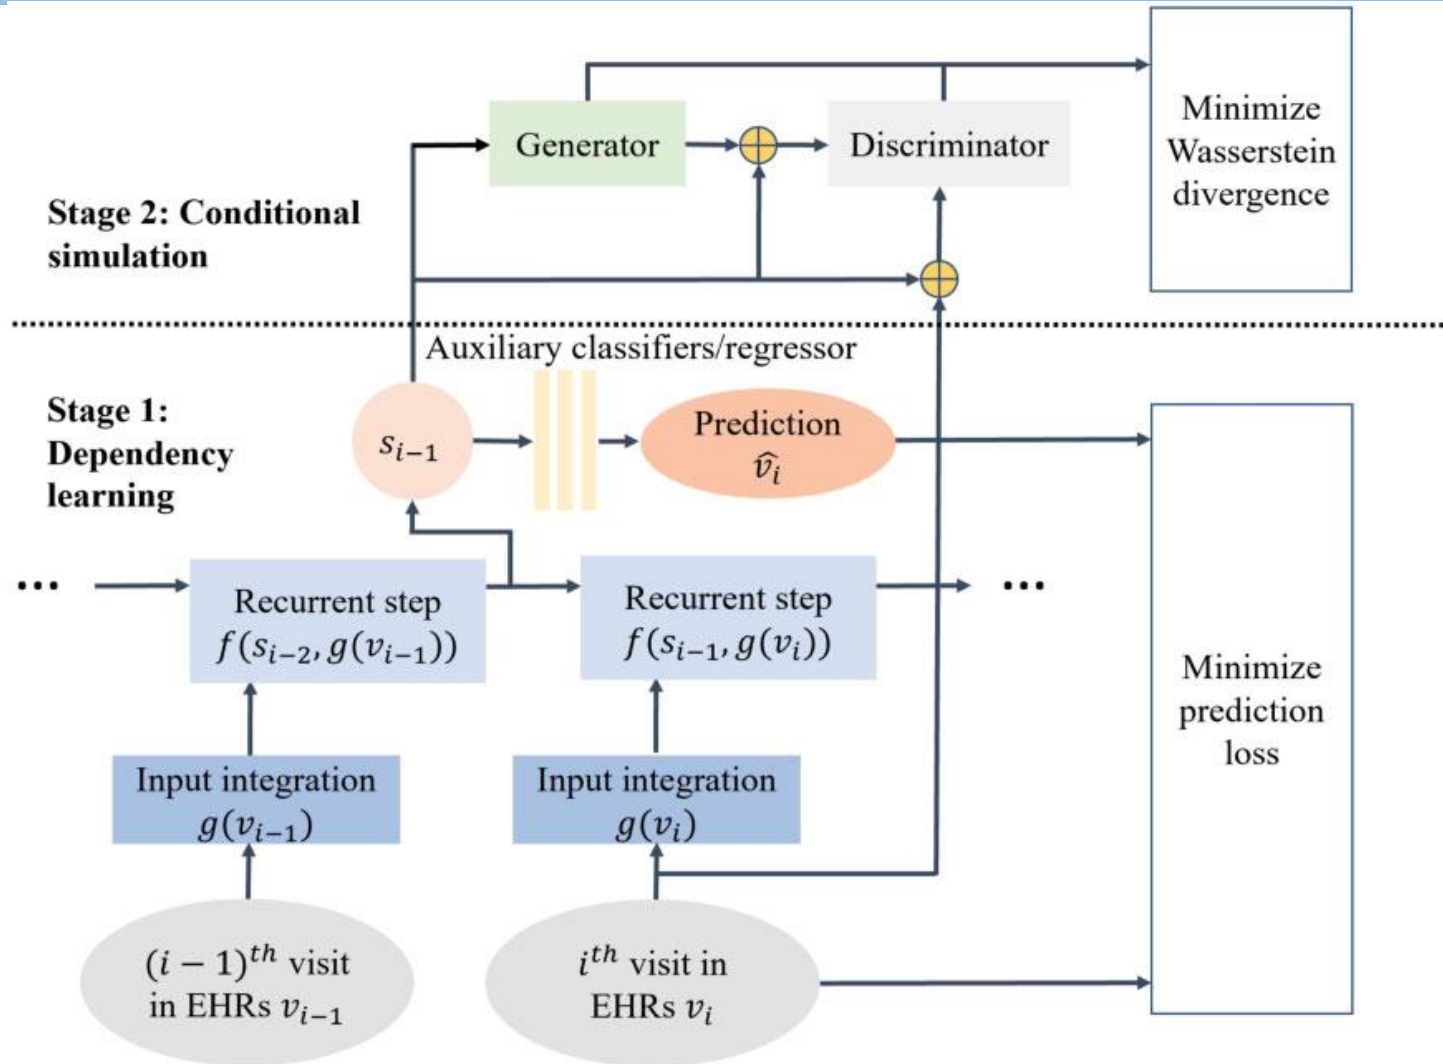 Generator
Discriminator
Minimize
Wasserstein
divergence
Stage 2: Conditional
simulation
Auxiliary classifiers/regressor
Stage 1:
Dependency
learning
s_{i−1}
Prediction
\hat{v}_i
...
Recurrent step
f(s_{i−2}, g(v_{i−1}))
Recurrent step
f(s_{i−1}, g(v_i))
...
Minimize
prediction
loss
Input integration
g(v_{i−1})
Input integration
g(v_i)
(i − 1)^{th} visit
in EHRs v_{i−1}
i^{th} visit in
EHRs v_i